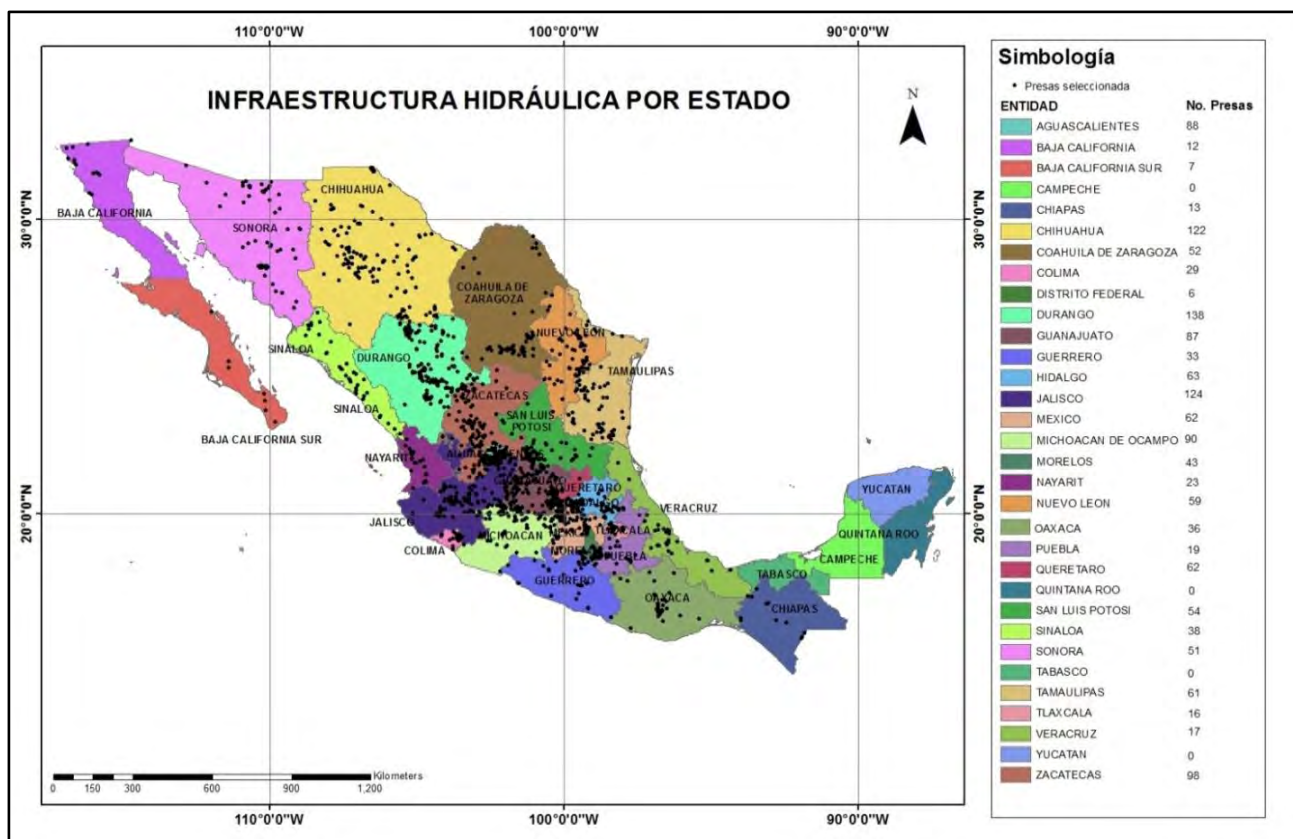 110°0'0"W 100°0'0"W 90°0'0"W
INFRAESTRUCTURA HIDRÁULICA POR ESTADO
N
30°0'0"N
20°0'0"N
30°0'0"N
20°0'0"N
CHIHUAHUA
BAJA CALIFORNIA
SONORA
COAHUILA DE
ZARAGOZA
NUEVO LEON
SINALOA
DURANGO
TAMAULIPAS
SINALOA
ZACATECAS
SAN LUIS
POTOSI
BAJA CALIFORNIA SUR
NAYARIT
QUERETARO
YUCATAN
JALISCO
TLAXCALA
VERACRUZ
QUINTANA ROO
COLIMA
MICHOACAN
PUEBLA
CAMPECHE
GUERRERO
TABASCO
OAXACA
CHIAPAS
Kilometers
0 150 300 600 900 1,200
110°0'0"W 100°0'0"W 90°0'0"W
Simbología
Presas seleccionada
ENTIDAD No. Presas
AGUASCALIENTES 88
BAJA CALIFORNIA 12
BAJA CALIFORNIA SUR 7
CAMPECHE 0
CHIAPAS 13
CHIHUAHUA 122
COAHUILA DE ZARAGOZA 52
COLIMA 29
DISTRITO FEDERAL 6
DURANGO 138
GUANAJUATO 87
GUERRERO 33
HIDALGO 63
JALISCO 124
MEXICO 62
MICHOACAN DE OCAMPO 90
MORELOS 43
NAYARIT 23
NUEVO LEON 59
OAXACA 36
PUEBLA 19
QUERETARO 62
QUINTANA ROO 0
SAN LUIS POTOSI 54
SINALOA 38
SONORA 51
TABASCO 0
TAMAULIPAS 61
TLAXCALA 16
VERACRUZ 17
YUCATAN 0
ZACATECAS 98